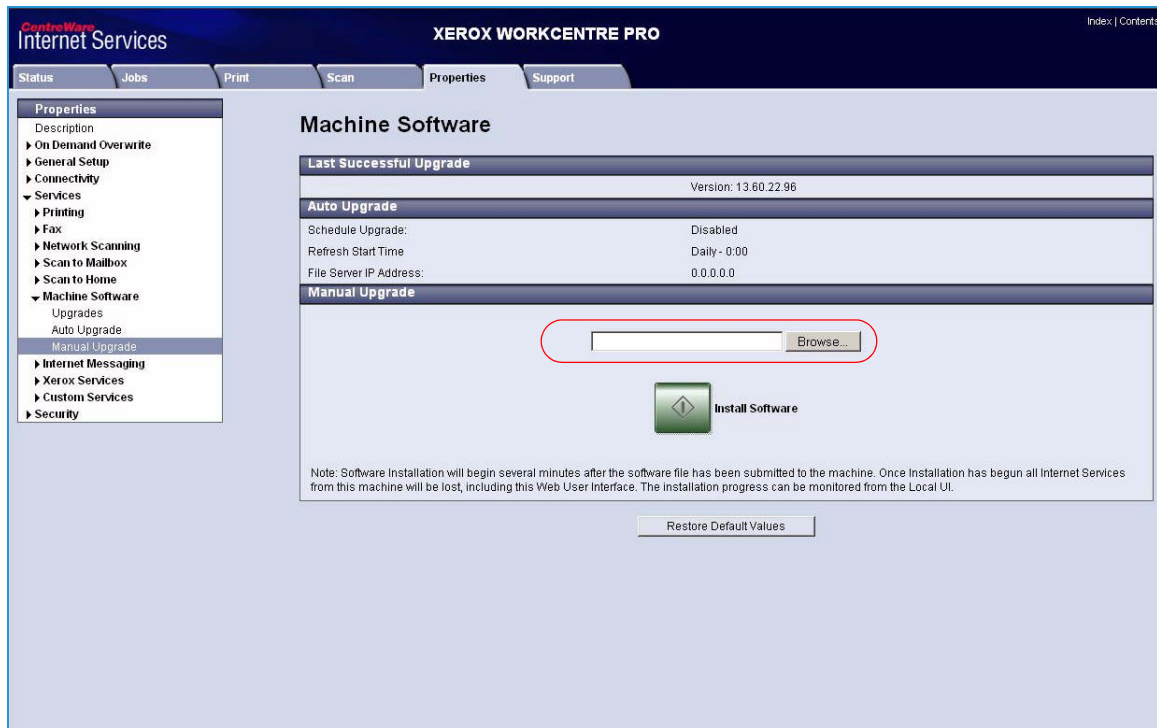 CentreWare
Internet Services
XEROX WORKCENTRE PRO
Index | Contents
Status
Jobs
Print
Scan
Properties
Support
Properties
Description
On Demand Overwrite
General Setup
Connectivity
Services
Printing
Fax
Network Scanning
Scan to Mailbox
Scan to Home
Machine Software
Upgrades
Auto Upgrade
Manual Upgrade
Internet Messaging
Xerox Services
Custom Services
Security
Machine Software
Last Successful Upgrade
Version: 13.60.22.96
Auto Upgrade
Schedule Upgrade: Disabled
Refresh Start Time Daily - 0:00
File Server IP Address: 0.0.0.0.0
Manual Upgrade
Browse...
Install Software
Note: Software Installation will begin several minutes after the software file has been submitted to the machine. Once Installation has begun all Internet Services
from this machine will be lost, including this Web User Interface. The installation progress can be monitored from the Local UI.
Restore Default Values